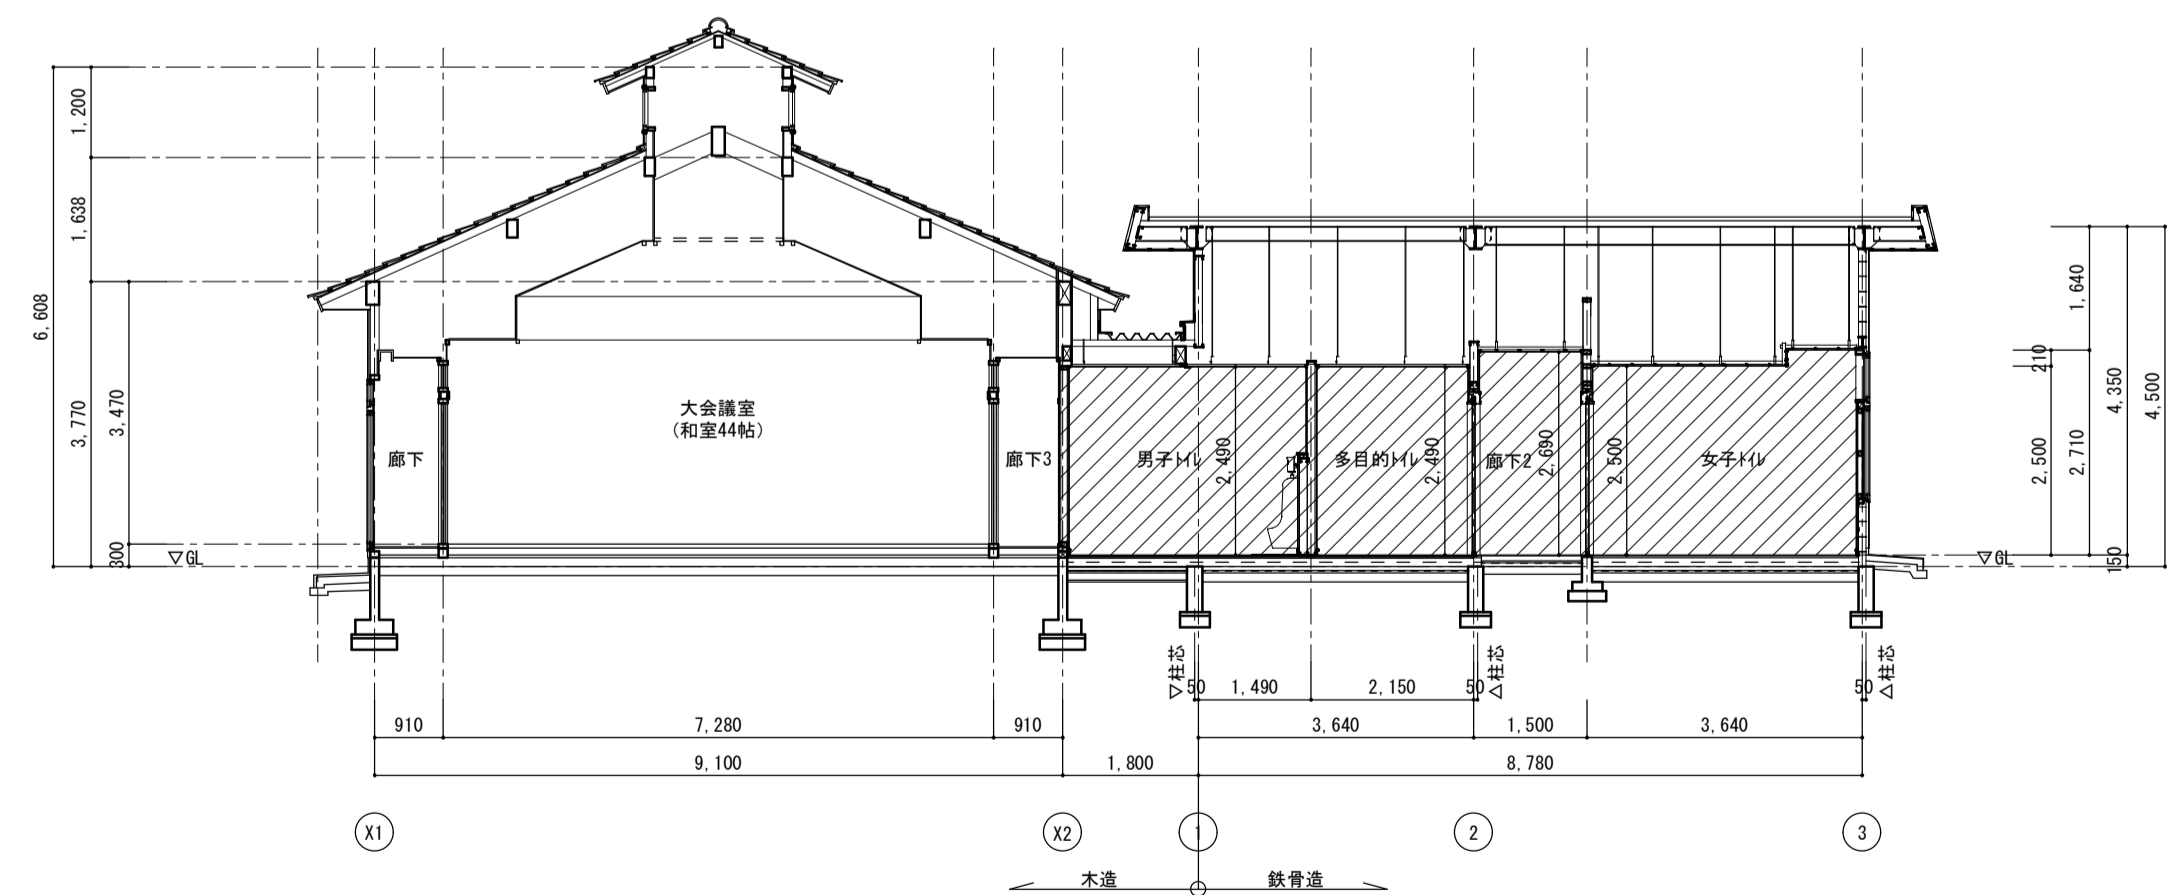 1,200
1,638
6,608
3,770
3,470
300
▽GL
廊下
大会議室
(和室44帖)
廊下3
男子トイレ
2,490
多目的トイレ
2,490
廊下2
2,690
2,500
女子トイレ
1,640
210
2,500
2,710
4,350
4,500
150
▽GL
▽柱芯
50
1,490
2,150
50
△柱芯
50
△柱芯
910
7,280
910
3,640
1,500
3,640
9,100
1,800
8,780
X1
X2
1
2
3
木造
鉄骨造